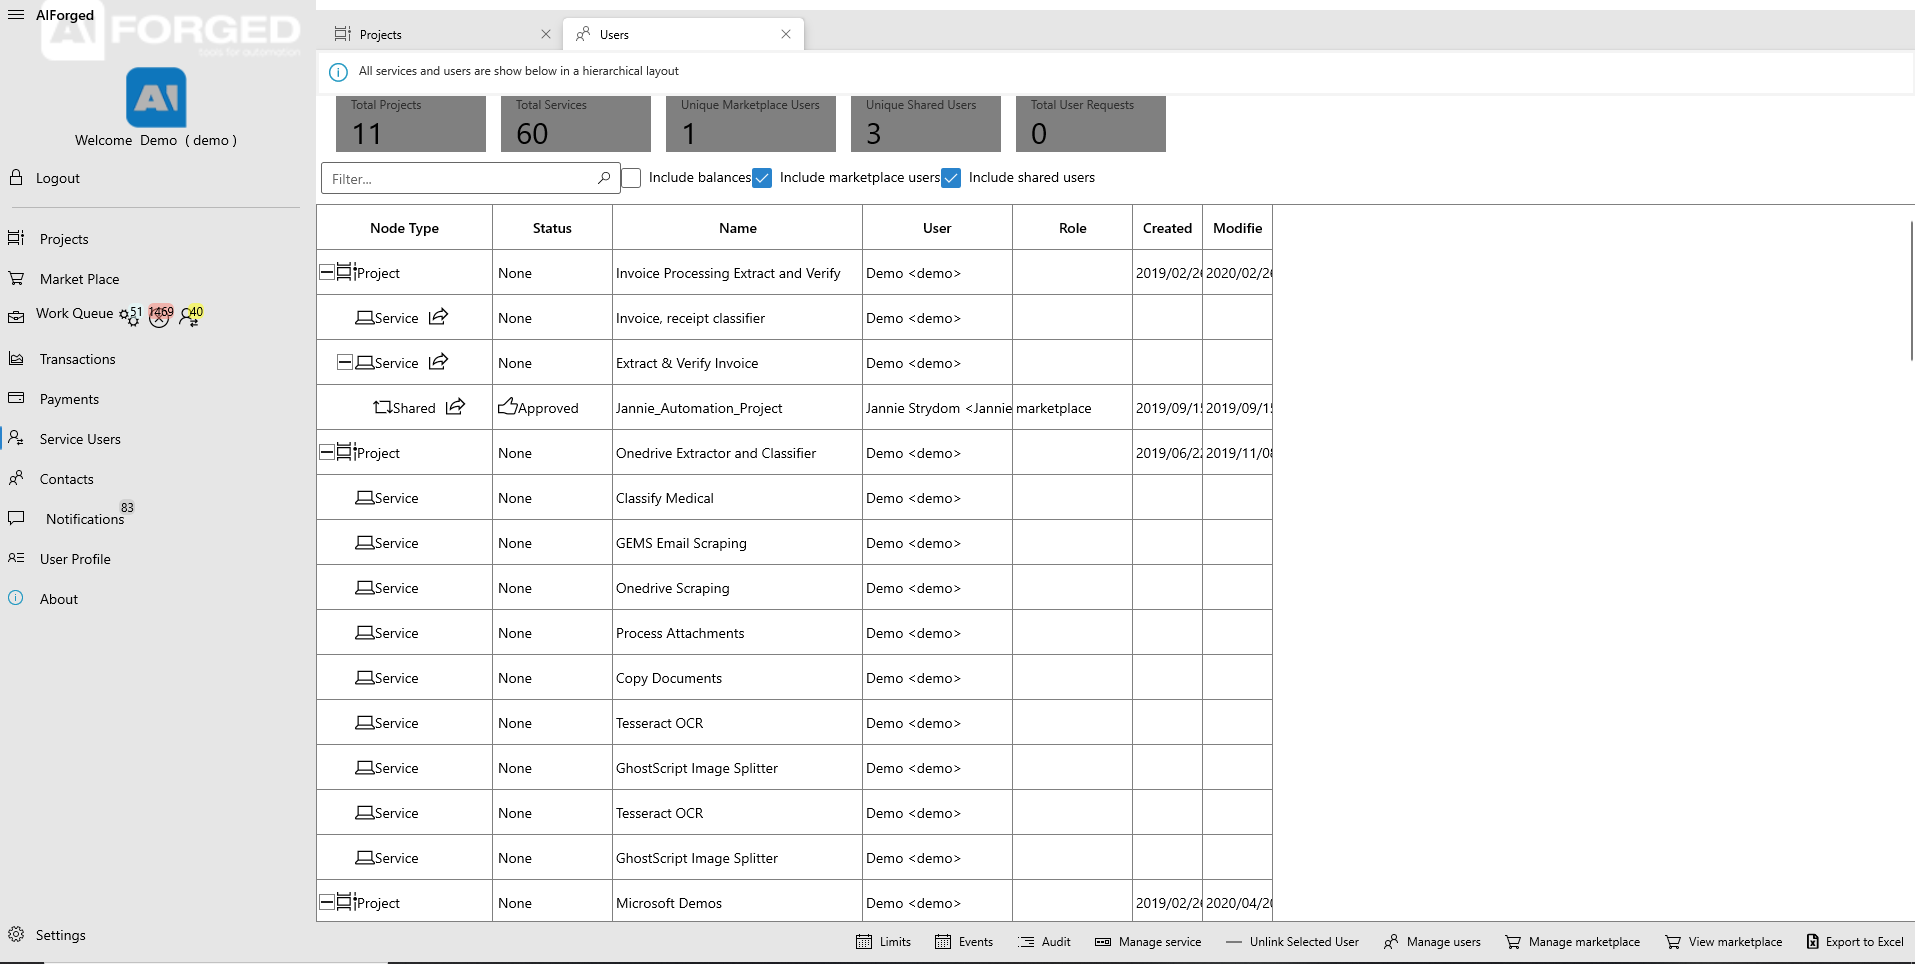 AIForged
AI FORGED
tools for automation
AI
Welcome Demo ( demo )
Logout
Projects
Market Place
Work Queue 51 1469 40
Transactions
Payments
Service Users
Contacts
Notifications 83
User Profile
About
Settings
Projects
Users
All services and users are show below in a hierarchical layout
Total Projects
11
Total Services
60
Unique Marketplace Users
1
Unique Shared Users
3
Total User Requests
0
Filter...
Include balances
Include marketplace users
Include shared users
Node Type Status Name User Role Created Modifie
Project None Invoice Processing Extract and Verify Demo <demo> 2019/02/26 2020/02/26
Service None Invoice, receipt classifier Demo <demo>
Service None Extract & Verify Invoice Demo <demo>
Shared Approved Jannie_Automation_Project Jannie Strydom <Jannie marketplace 2019/09/15 2019/09/15
Project None Onedrive Extractor and Classifier Demo <demo> 2019/06/22 2019/11/08
Service None Classify Medical Demo <demo>
Service None GEMS Email Scraping Demo <demo>
Service None Onedrive Scraping Demo <demo>
Service None Process Attachments Demo <demo>
Service None Copy Documents Demo <demo>
Service None Tesseract OCR Demo <demo>
Service None GhostScript Image Splitter Demo <demo>
Service None Tesseract OCR Demo <demo>
Service None GhostScript Image Splitter Demo <demo>
Project None Microsoft Demos Demo <demo> 2019/02/26 2020/04/20
Limits Events Audit Manage service Unlink Selected User Manage users Manage marketplace View marketplace Export to Excel